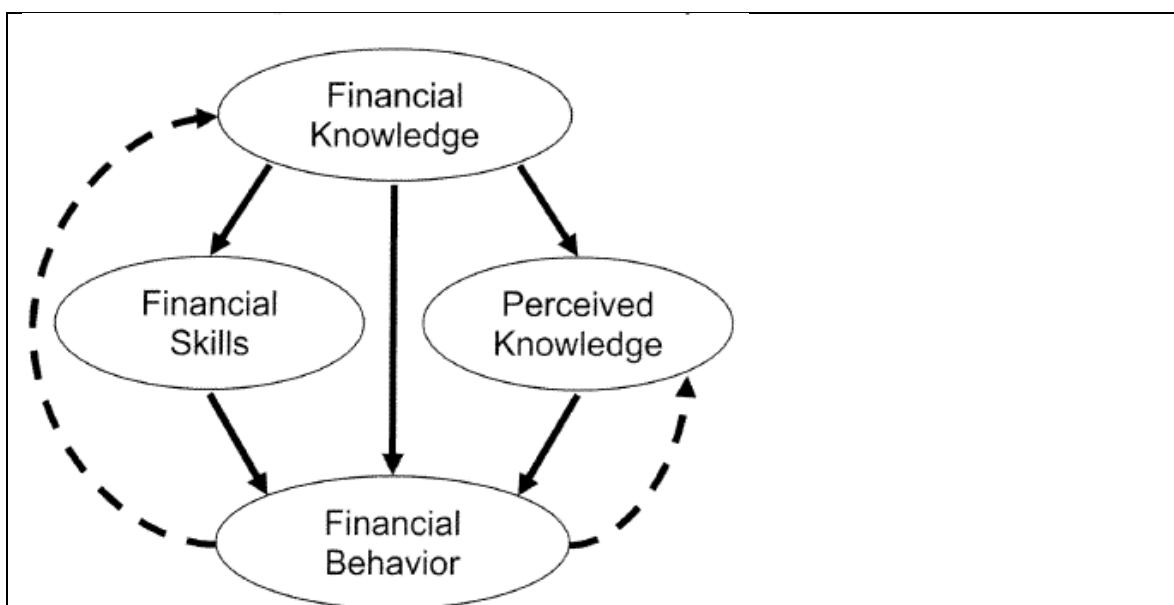 Financial
Knowledge
Financial
Skills
Perceived
Knowledge
Financial
Behavior